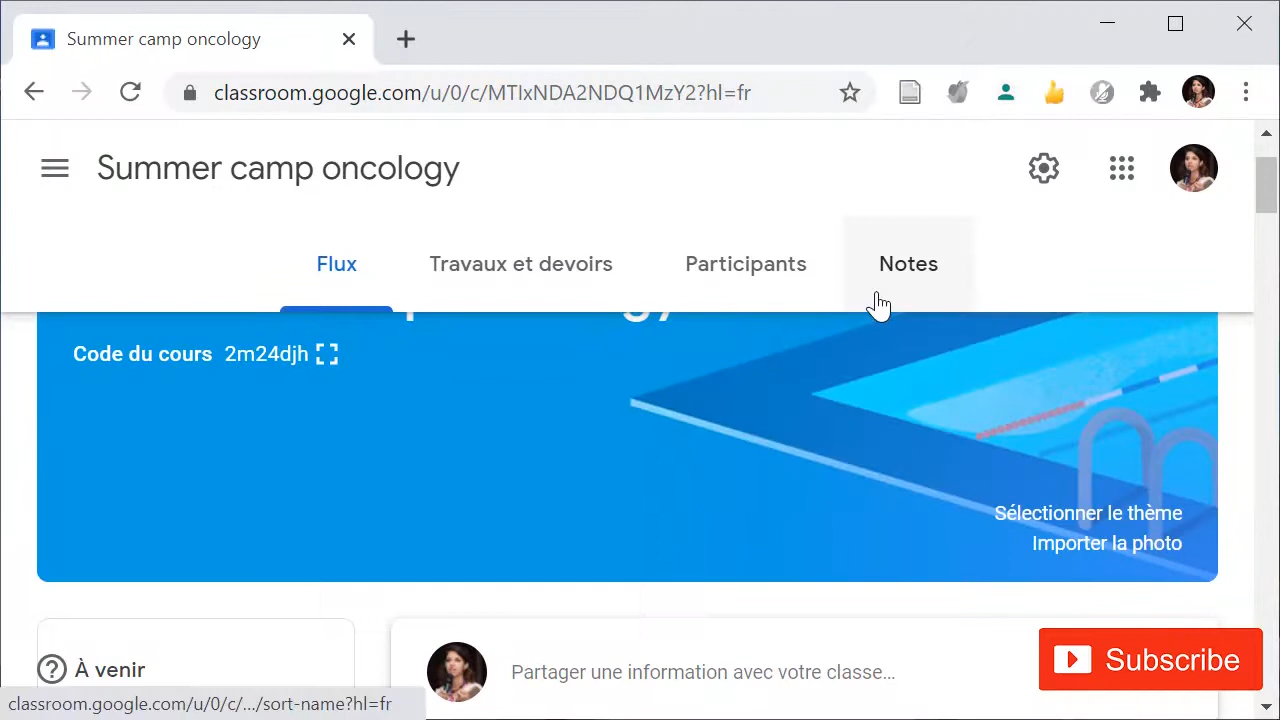 Summer camp oncology
classroom.google.com/u/0/c/MTIxNDA2NDQ1MzY2?hl=fr
Summer camp oncology
Flux
Travaux et devoirs
Participants
Notes
Code du cours 2m24djh
Sélectionner le thème
Importer la photo
À venir
Partager une information avec votre classe...
Subscribe
classroom.google.com/u/0/c/.../sort-name?hl=fr